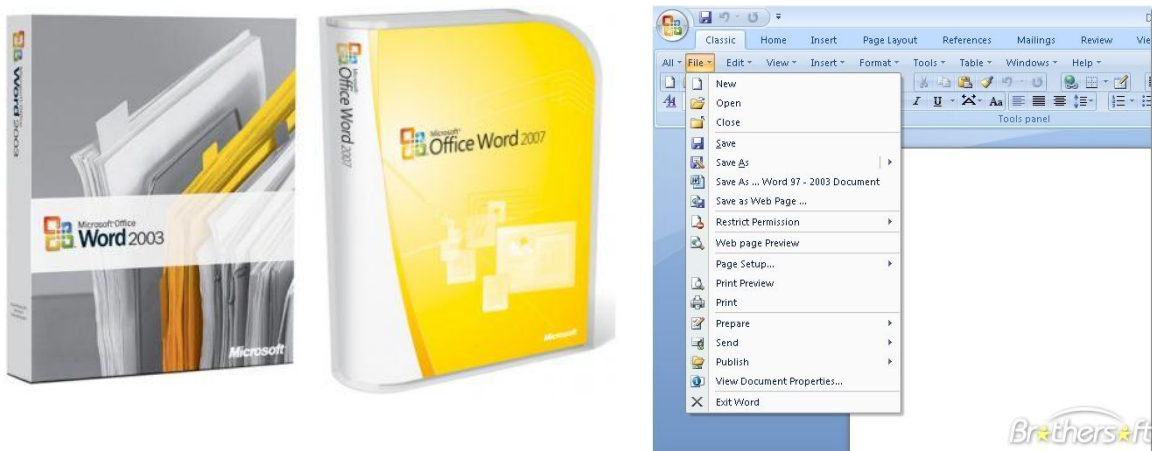 Word 2003
Microsoft Office
Word 2003
Microsoft
Microsoft
Office Word 2007
Microsoft
Office Word 2007
Microsoft
Classic Home Insert Page Layout References Mailings Review Vie
All File Edit View Insert Format Tools Table Windows Help
New
Open
Close
Save
Save As
Save As ... Word 97 - 2003 Document
Save as Web Page ...
Restrict Permission
Web page Preview
Page Setup...
Print Preview
Print
Prepare
Send
Publish
View Document Properties...
Exit Word
I U Aa
Tools panel
Brothersoft